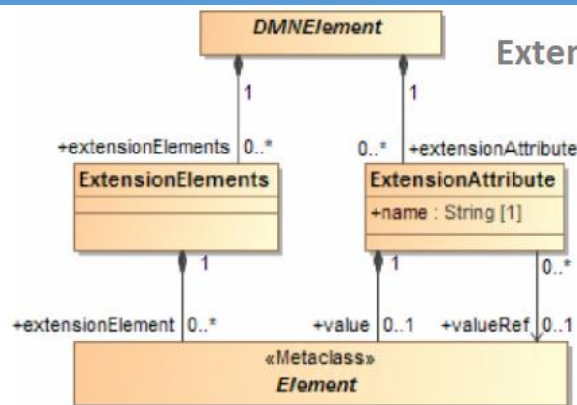 DMNElement
Exten
1
1
+extensionElements 0..*
0..* +extensionAttribute
ExtensionElements
ExtensionAttribute
+name : String [1]
1
1
0..*
+extensionElement 0..*
+value 0..1
+valueRef 0..1
«Metaclass»
Element